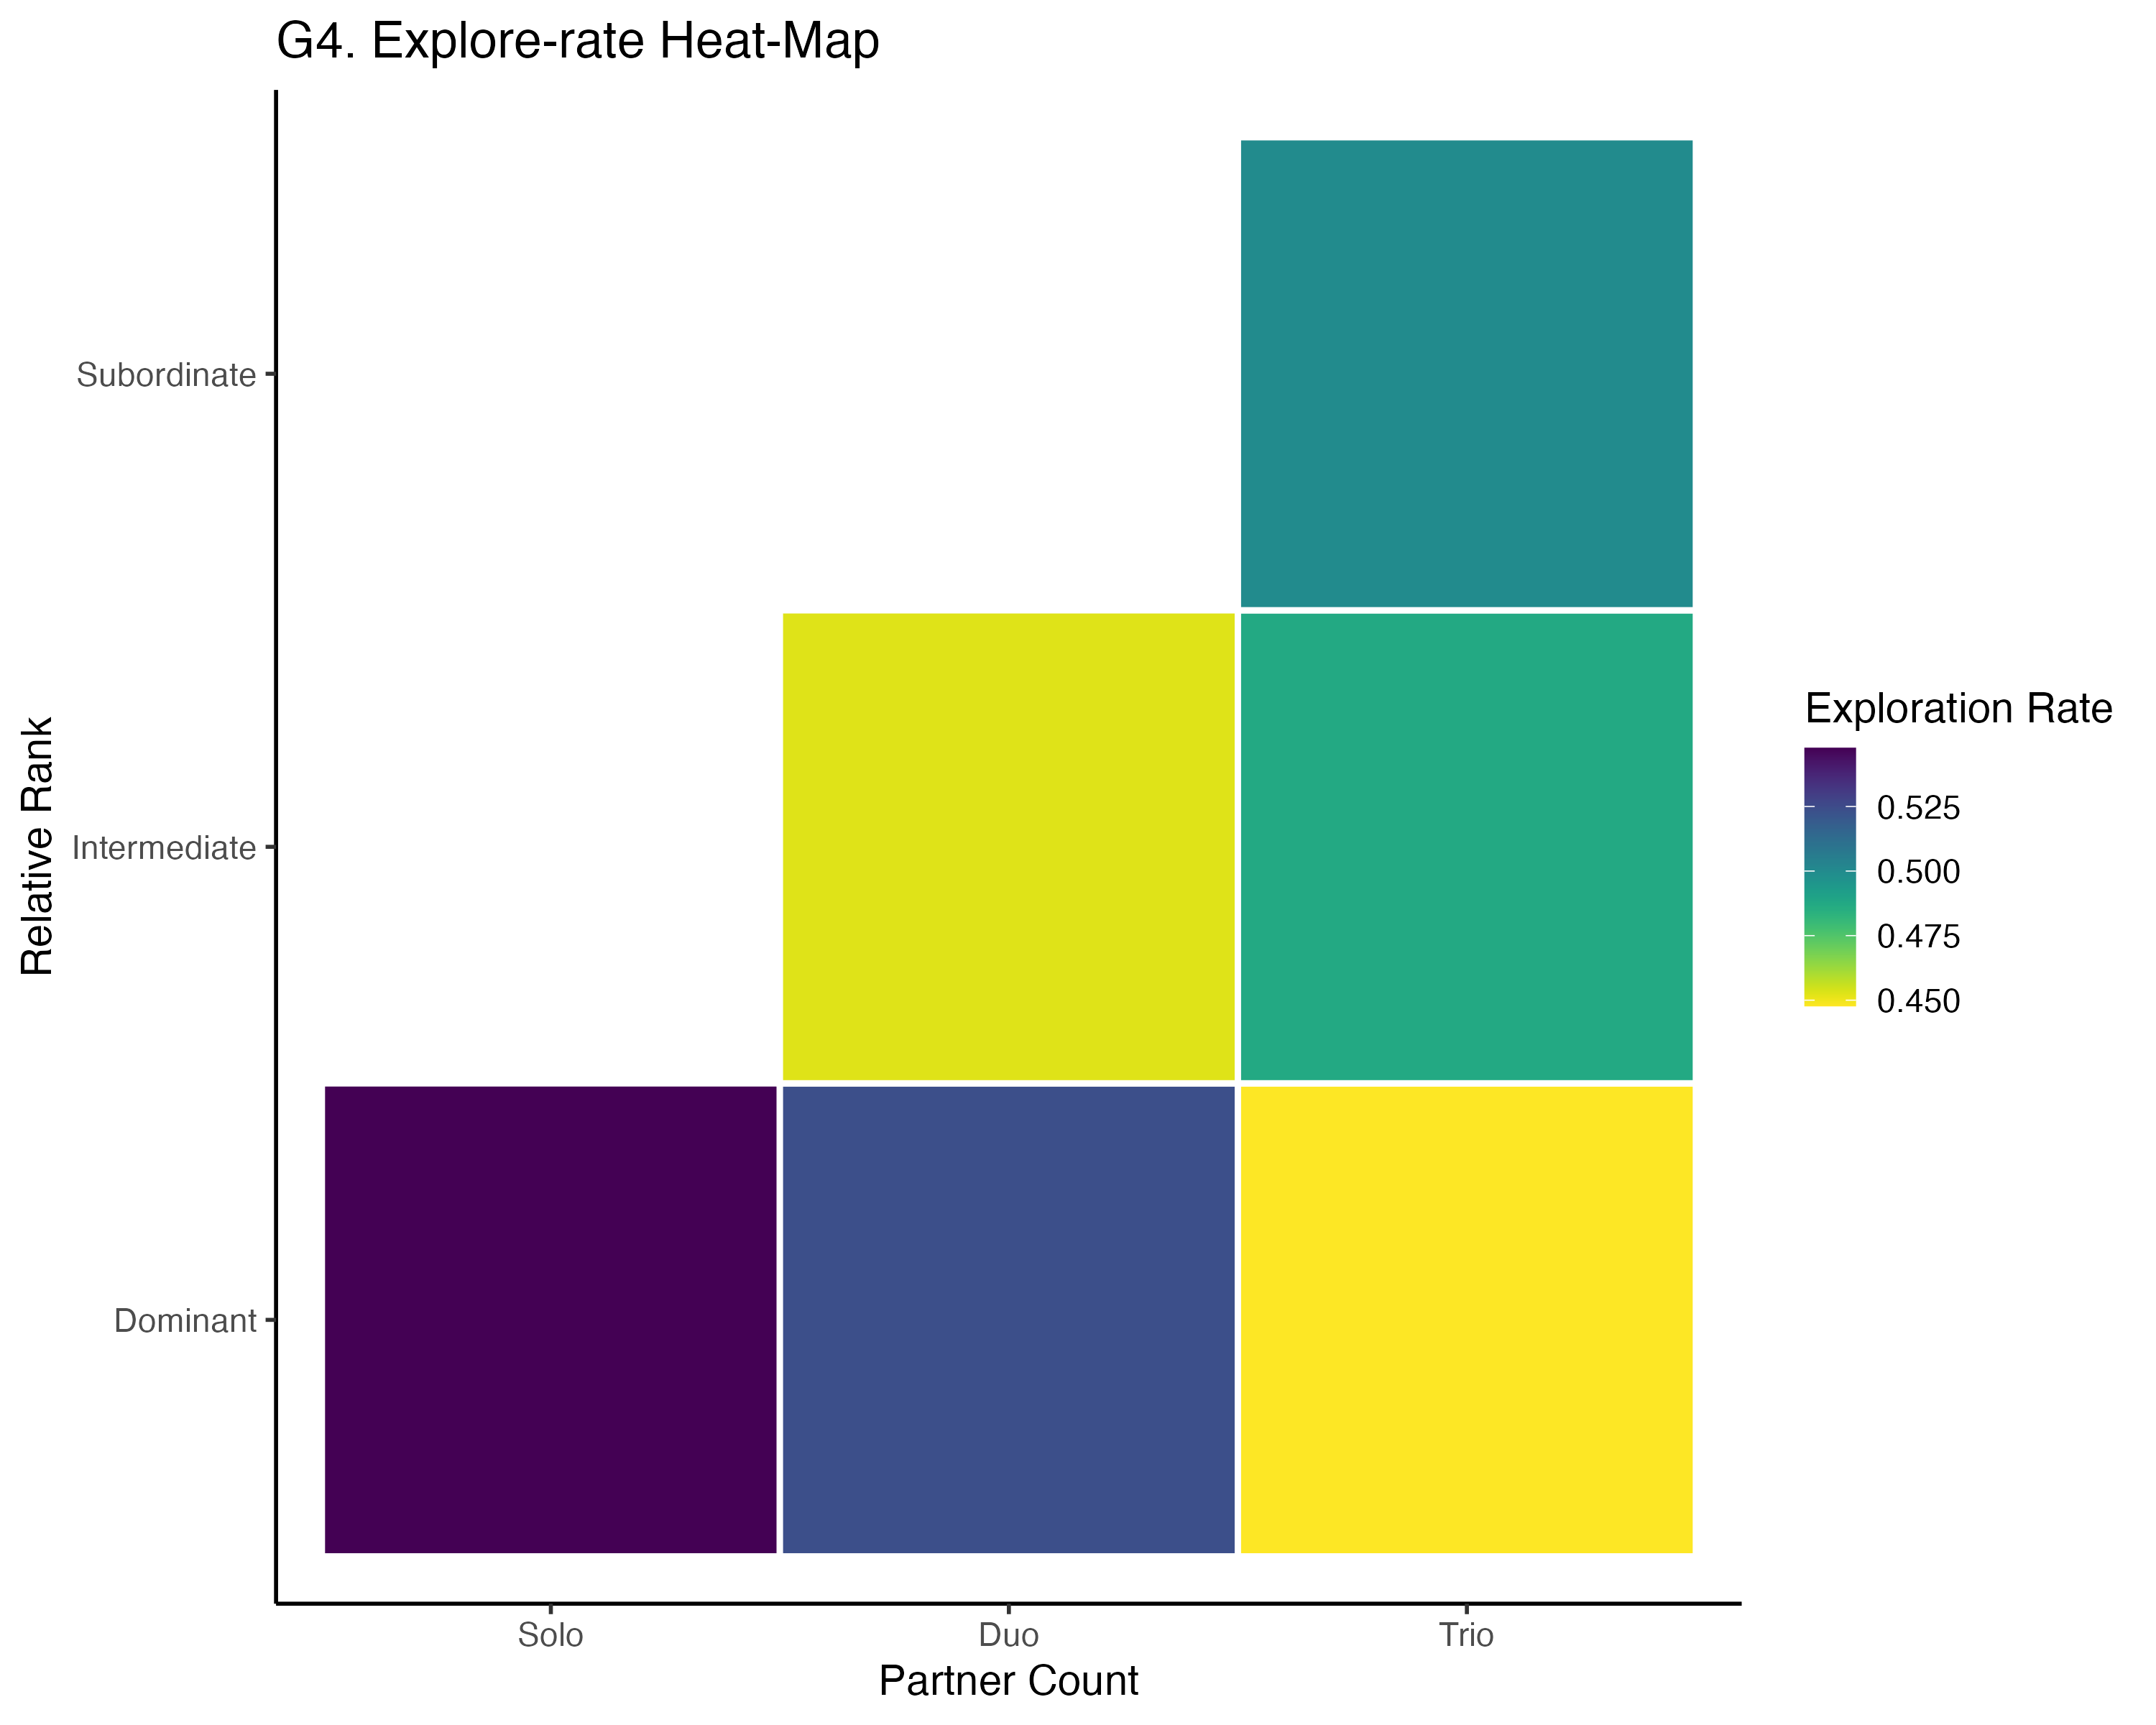 G4. Explore-rate Heat-Map
Relative Rank
Subordinate
Intermediate
Dominant
Solo
Duo
Trio
Partner Count
Exploration Rate
0.525
0.500
0.475
0.450